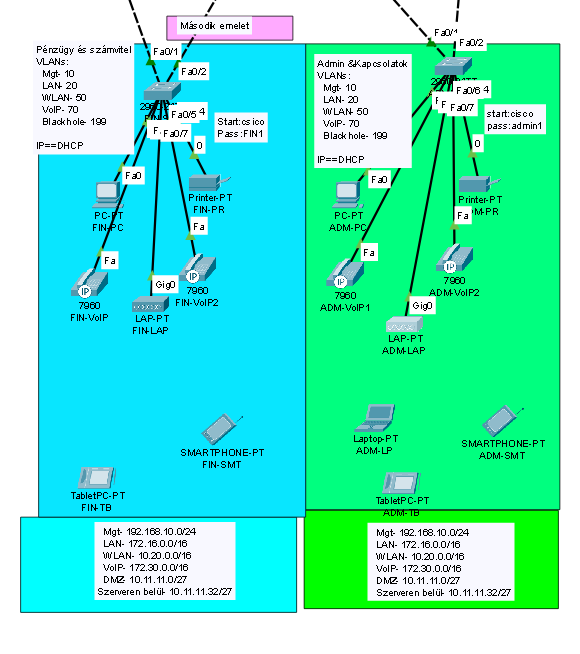 Második emelet
Pénzügy és számvitel
VLANs:
Mgt- 10
LAN- 20
WLAN- 50
VoIP- 70
Blackhole- 199
IP==DHCP
Fa0/1
Fa0/2
Fa0/5
4
Fa0/7
0
Start:csico
Pass:FIN1
Fa0
Printer-PT
FIN-PR
PC-PT
FIN-PC
Fa
Fa
7960
FIN-VoIP
Gig0
LAP-PT
FIN-LAP
7960
FIN-VoIP2
SMARTPHONE-PT
FIN-SMT
TabletPC-PT
FIN-TB
Mgt- 192.168.10.0/24
LAN- 172.16.0.0/16
WLAN- 10.20.0.0/16
VoIP- 172.30.0.0/16
DMZ- 10.11.11.0/27
Szerveren belül- 10.11.11.32/27
Admin &Kapcsolatok
VLANs:
Mgt- 10
LAN- 20
WLAN- 50
VoIP- 70
Blackhole- 199
IP==DHCP
Fa0/2
Fa0/6
4
Fa0/7
0
start:cisco
pass:admin1
Fa0
Printer-PT
PC-PT
ADM-PC
Fa
Fa
7960
ADM-VoIP1
7960
ADM-VoIP2
Gig0
LAP-PT
ADM-LAP
Laptop-PT
ADM-LP
SMARTPHONE-PT
ADM-SMT
TabletPC-PT
ADM-TB
Mgt- 192.168.10.0/24
LAN- 172.16.0.0/16
WLAN- 10.20.0.0/16
VoIP- 172.30.0.0/16
DMZ- 10.11.11.0/27
Szerveren belül- 10.11.11.32/27